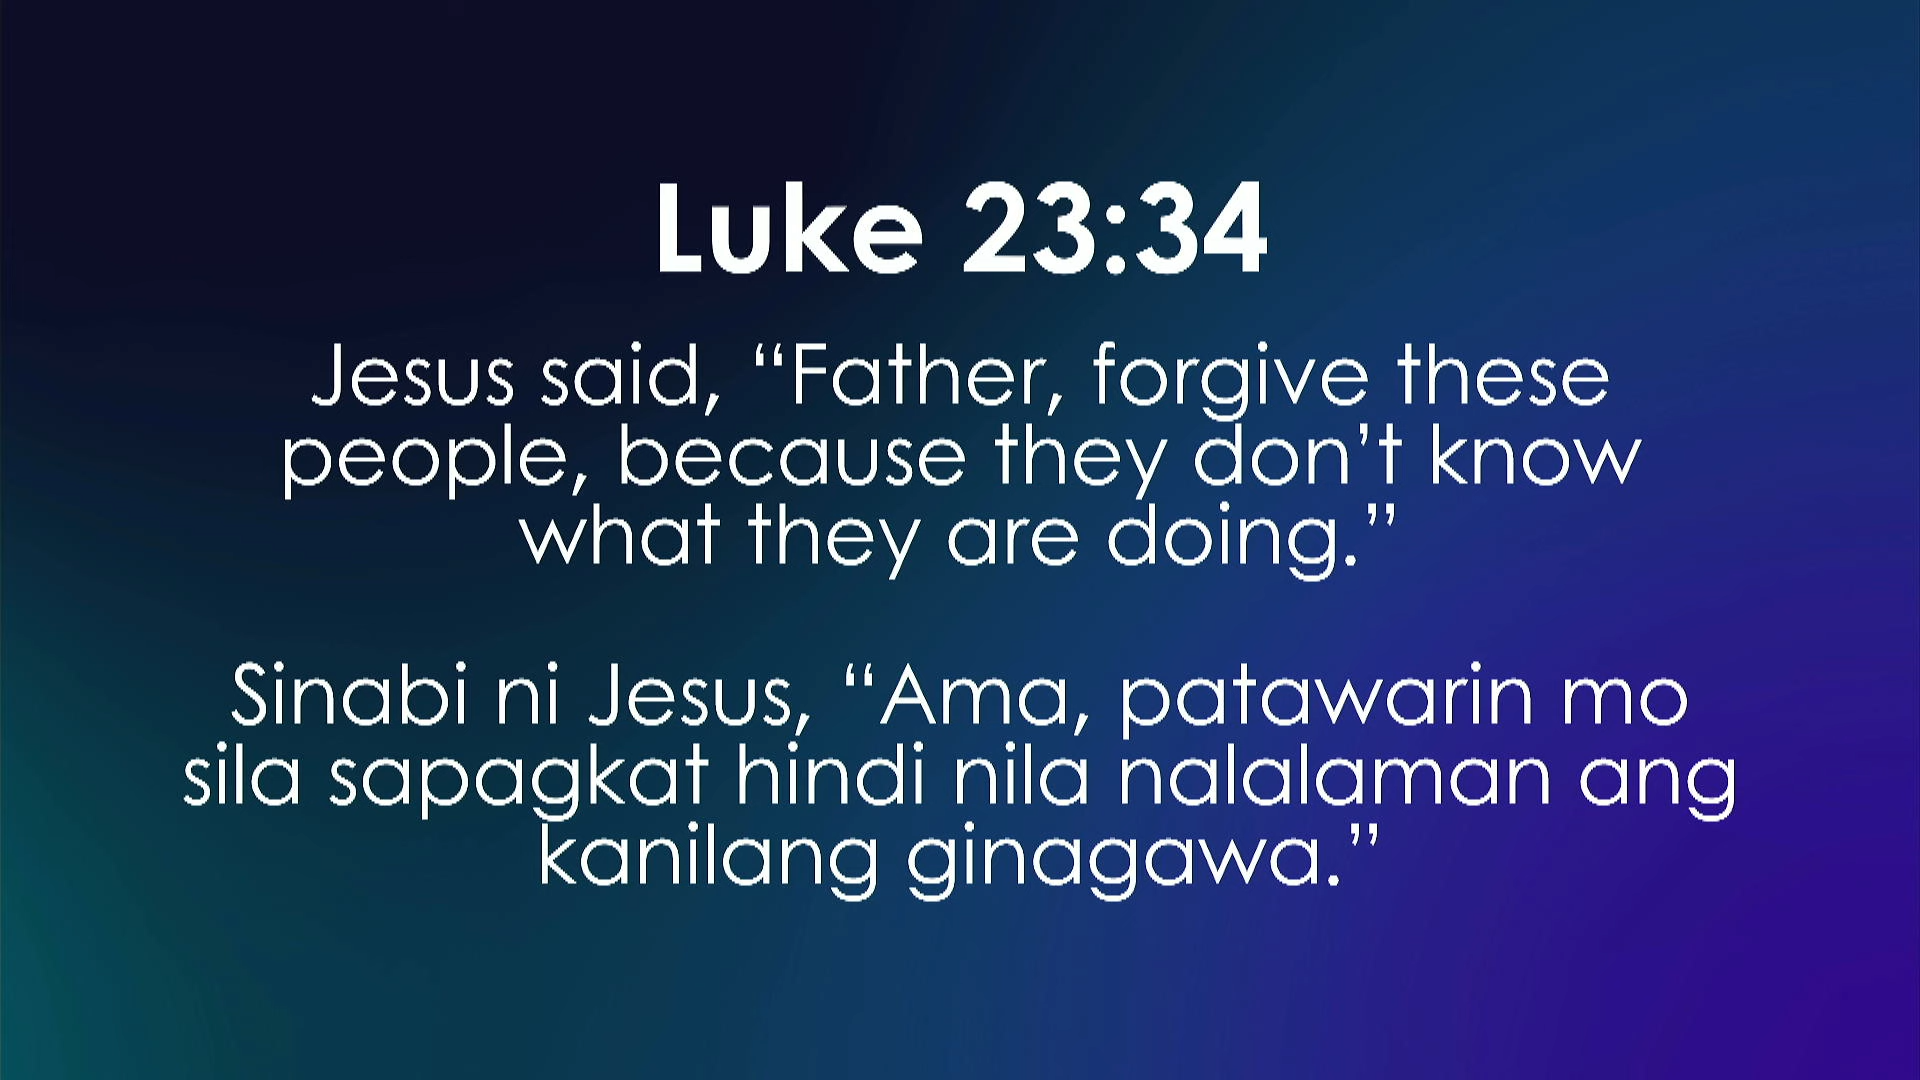 Luke 23:34
Jesus said, “Father, forgive these
people, because they don’t know
what they are doing.”
Sinabi ni Jesus, “Ama, patawarin mo
sila sapagkat hindi nila nalalaman ang
kanilang ginagawa.”